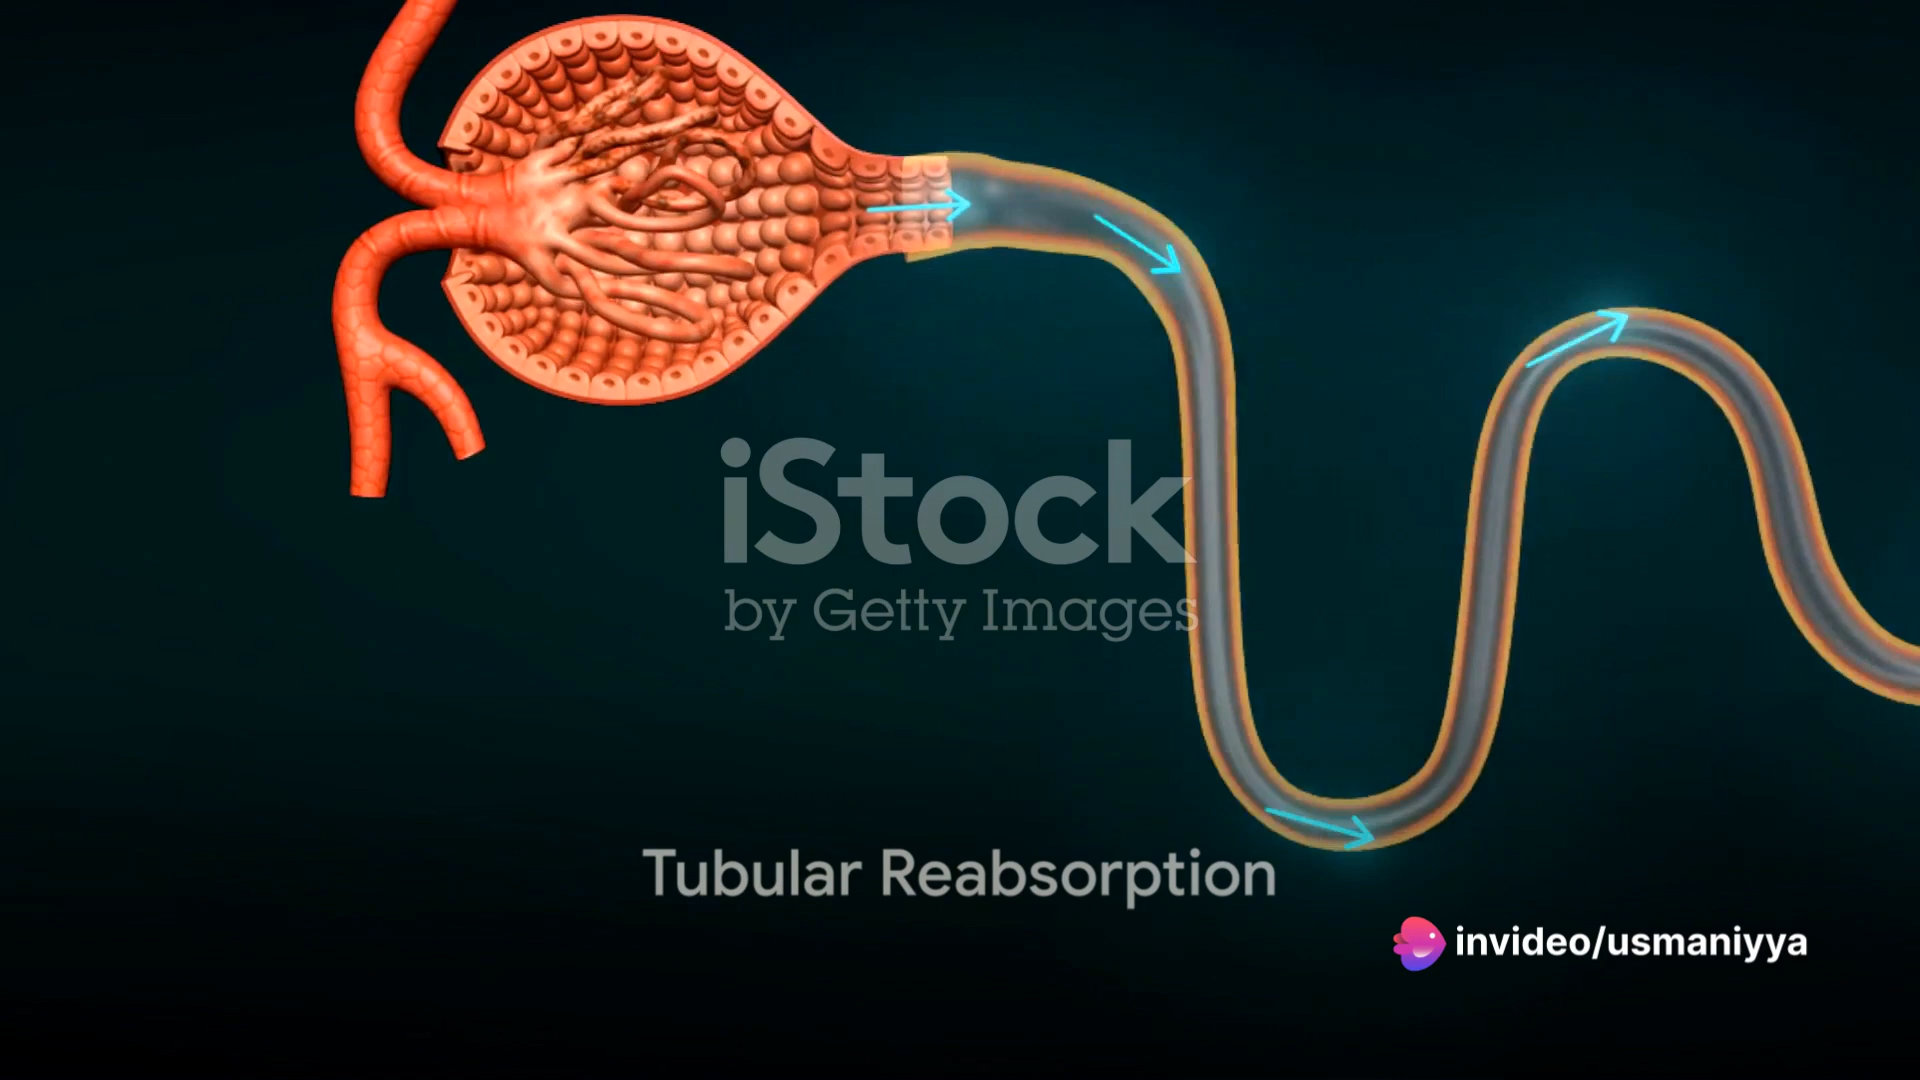 iStock
by Getty Images
Tubular Reabsorption
invideo/usmaniyya